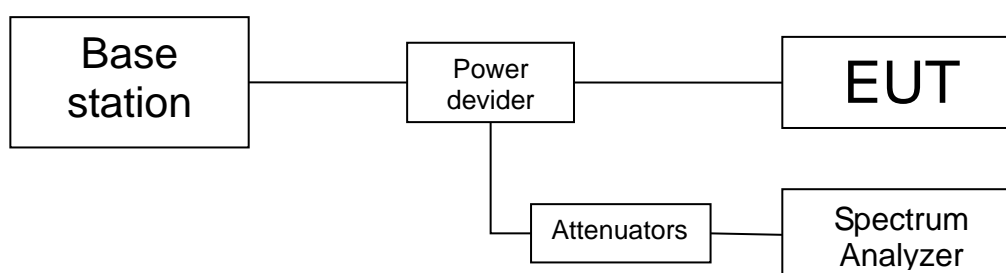 Base
station
Power
devider
EUT
Attenuators
Spectrum
Analyzer